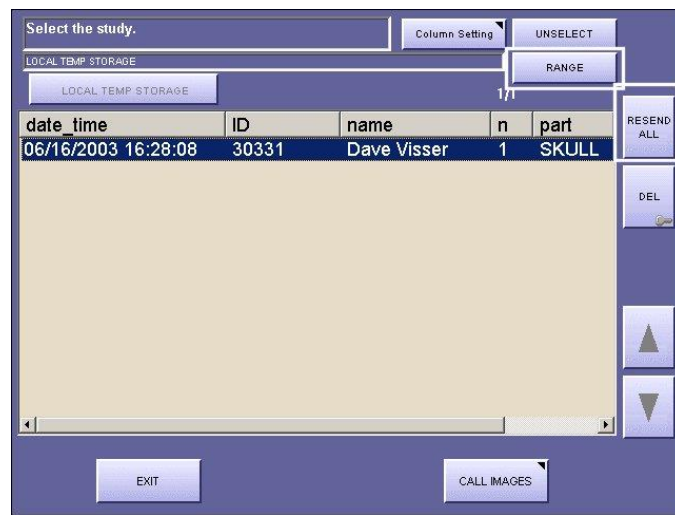 Select the study.
Column Setting
UNSELECT
LOCAL TEMP STORAGE
RANGE
LOCAL TEMP STORAGE
1/1
RESEND
ALL
date_time ID name n part
06/16/2003 16:28:08 30331 Dave Visser 1 SKULL
DEL
EXIT
CALL IMAGES